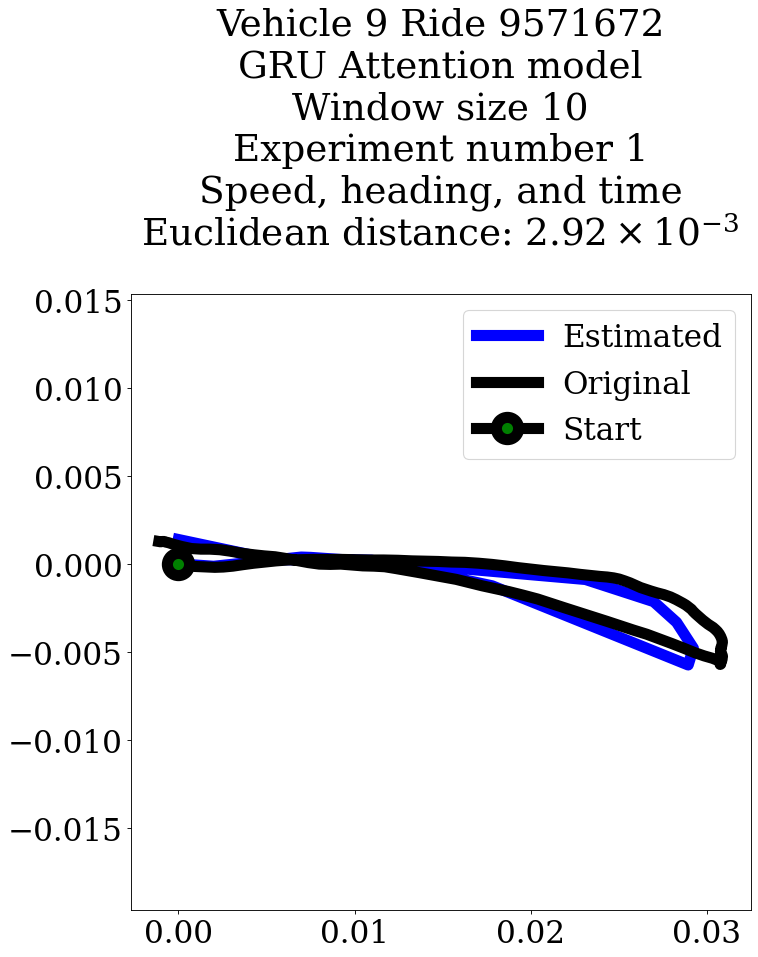 Vehicle 9 Ride 9571672
GRU Attention model
Window size 10
Experiment number 1
Speed, heading, and time
Euclidean distance: 2.92 × 10⁻³
0.015
0.010
0.005
0.000
−0.005
−0.010
−0.015
Estimated
Original
Start
0.00 0.01 0.02 0.03